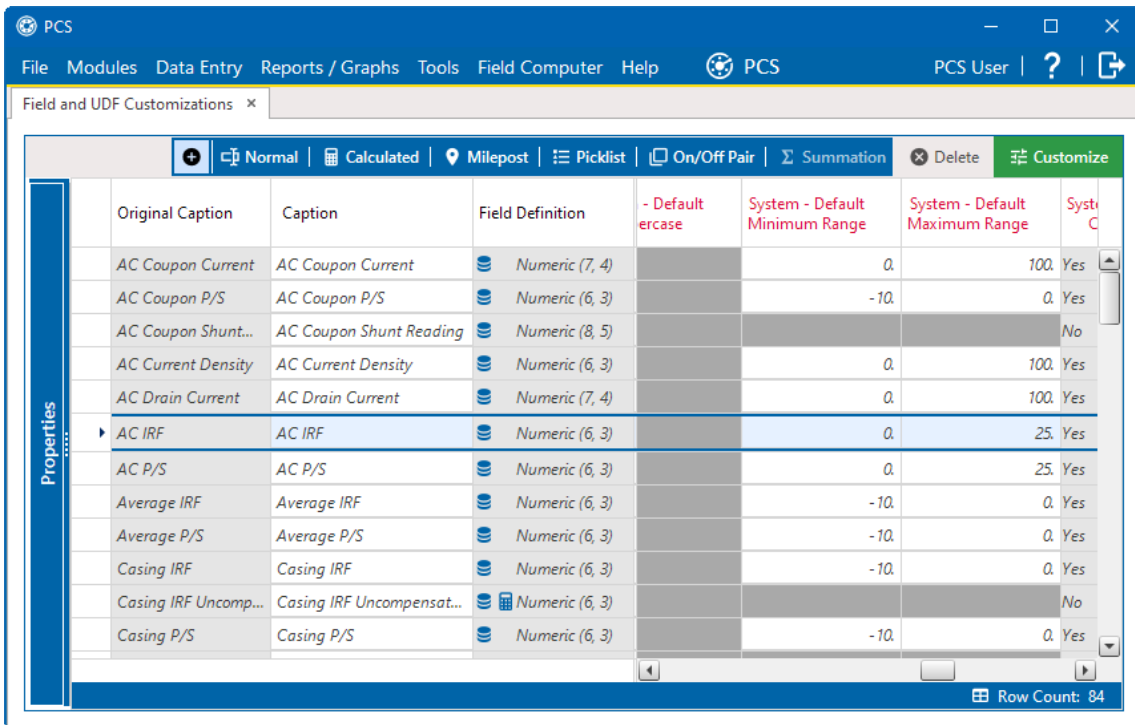 PCS
File Modules Data Entry Reports / Graphs Tools Field Computer Help PCS PCS User | ? |
Field and UDF Customizations ×
Normal | Calculated | Milepost | Picklist | On/Off Pair | Σ Summation Delete Customize
Properties
Original Caption Caption Field Definition - Default ercase System - Default Minimum Range System - Default Maximum Range Syst C
AC Coupon Current AC Coupon Current Numeric (7, 4) 0. 100. Yes
AC Coupon P/S AC Coupon P/S Numeric (6, 3) -10. 0. Yes
AC Coupon Shunt... AC Coupon Shunt Reading Numeric (8, 5) No
AC Current Density AC Current Density Numeric (6, 3) 0. 100. Yes
AC Drain Current AC Drain Current Numeric (7, 4) 0. 100. Yes
AC IRF AC IRF Numeric (6, 3) 0. 25. Yes
AC P/S AC P/S Numeric (6, 3) 0. 25. Yes
Average IRF Average IRF Numeric (6, 3) -10. 0. Yes
Average P/S Average P/S Numeric (6, 3) -10. 0. Yes
Casing IRF Casing IRF Numeric (6, 3) -10. 0. Yes
Casing IRF Uncomp... Casing IRF Uncompensat... Numeric (6, 3) No
Casing P/S Casing P/S Numeric (6, 3) -10. 0. Yes
Row Count: 84